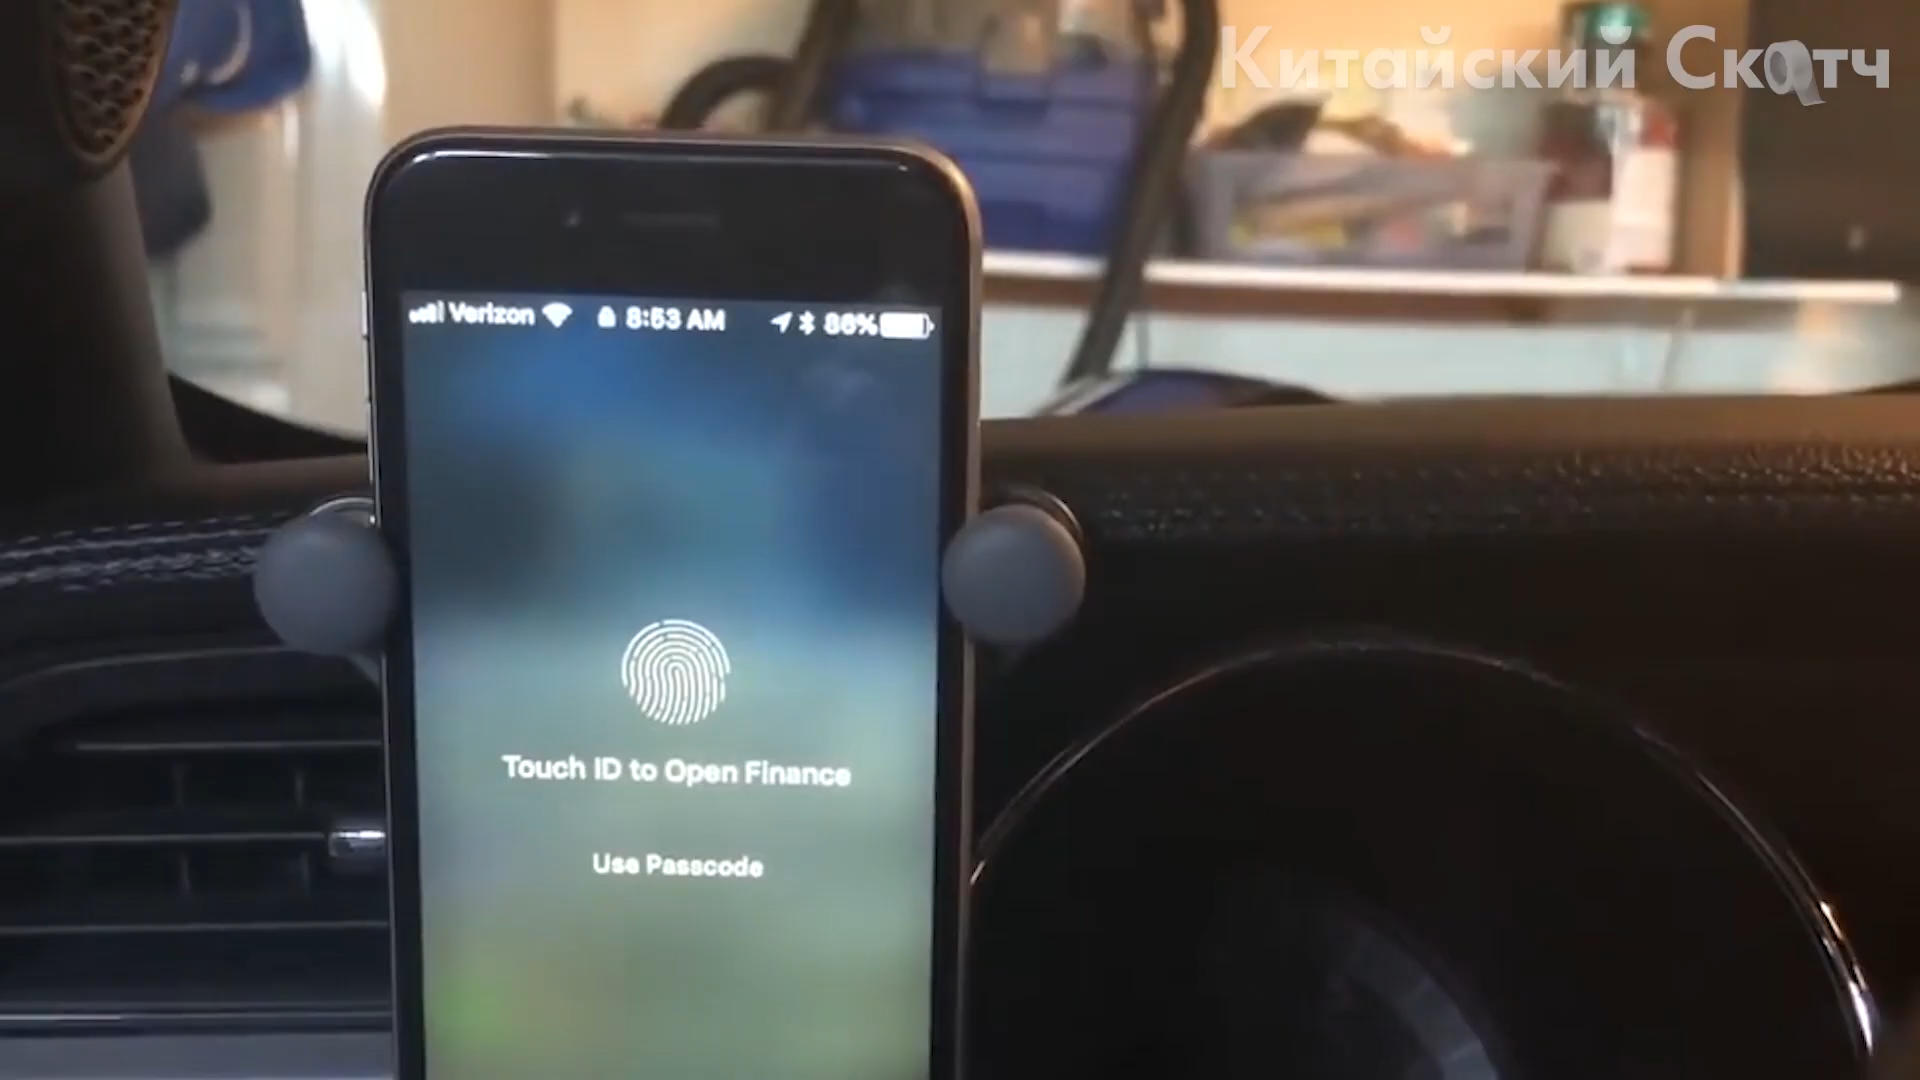 Китайский Скотч
Verizon 8:53 AM 86%
Touch ID to Open Finance
Use Passcode